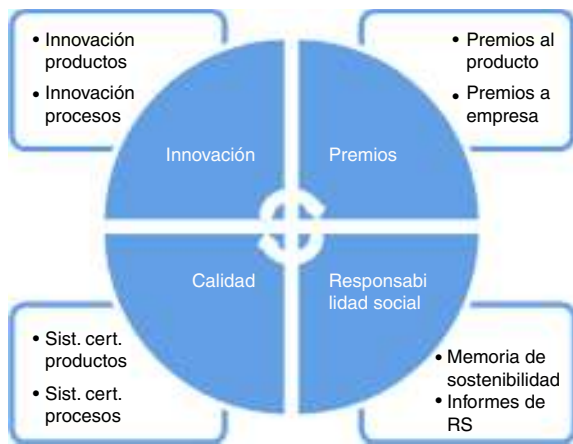 • Innovación
productos
• Innovación
procesos
• Premios al
producto
• Premios a
empresa
Innovación
Premios
Calidad
Responsabi
lidad social
• Sist. cert.
productos
• Sist. cert.
procesos
• Memoria de
sostenibilidad
• Informes de
RS